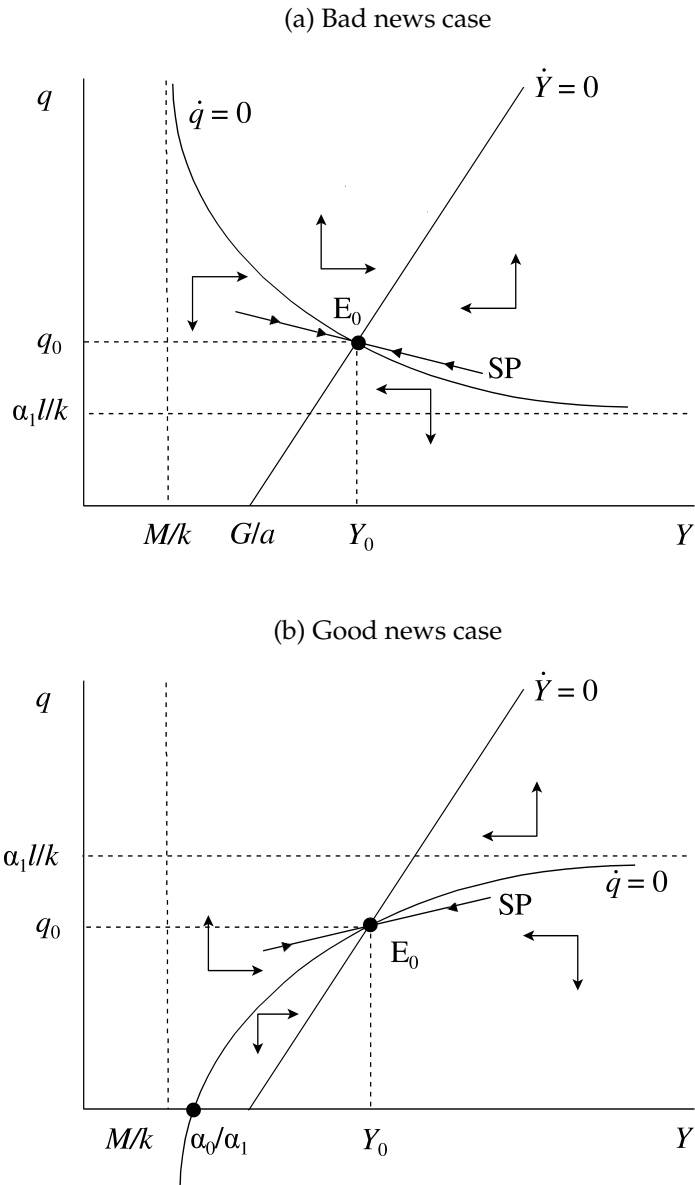 (a) Bad news case
q
q̇ = 0
Ẏ = 0
E₀
q₀
SP
α₁l/k
M/k
G/a
Y₀
Y
(b) Good news case
q
Ẏ = 0
α₁l/k
q̇ = 0
SP
q₀
E₀
M/k
α₀/α₁
Y₀
Y